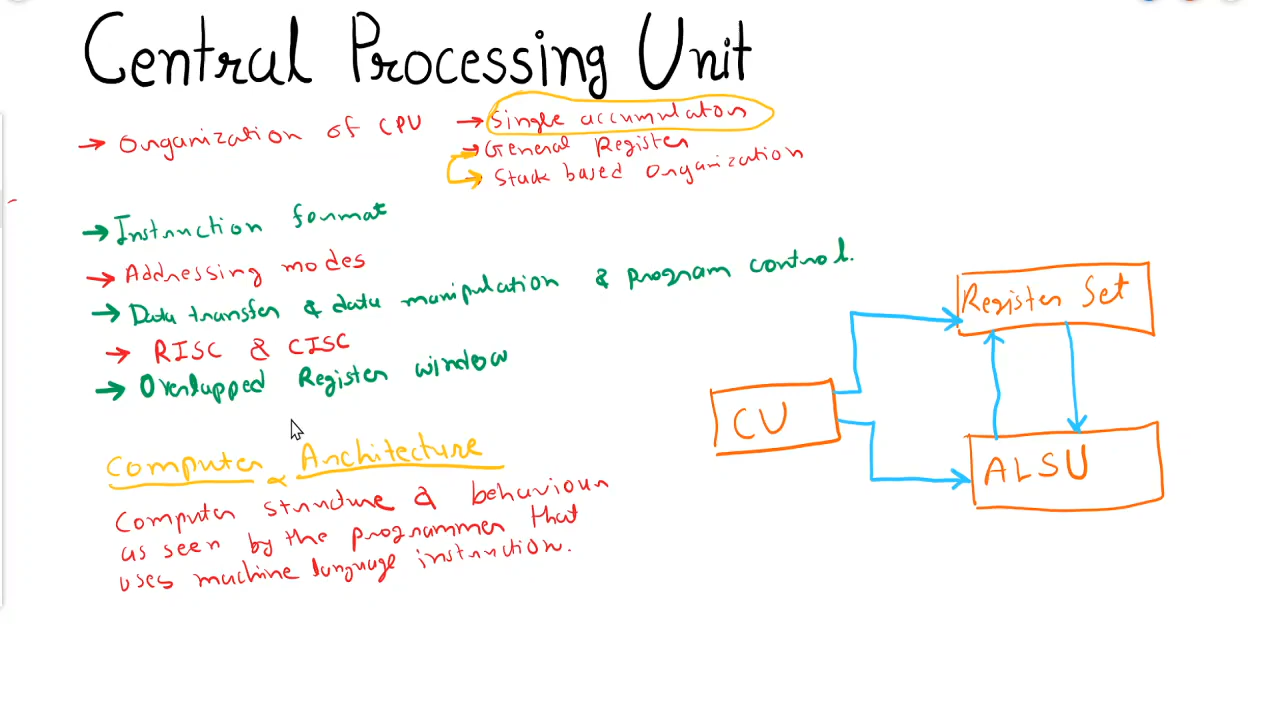 Central Processing Unit
→ Organization of CPU → Single accumulators
→ General Register
→ Stack based organization
→ Instruction format
→ Addressing modes
→ Data transfer & data manipulation & program control.
→ RISC & CISC
→ Overlapped Register window
Register Set
CU
ALSU
Computer Architecture
Computer structure & behaviour
as seen by the programmer that
uses machine language instruction.